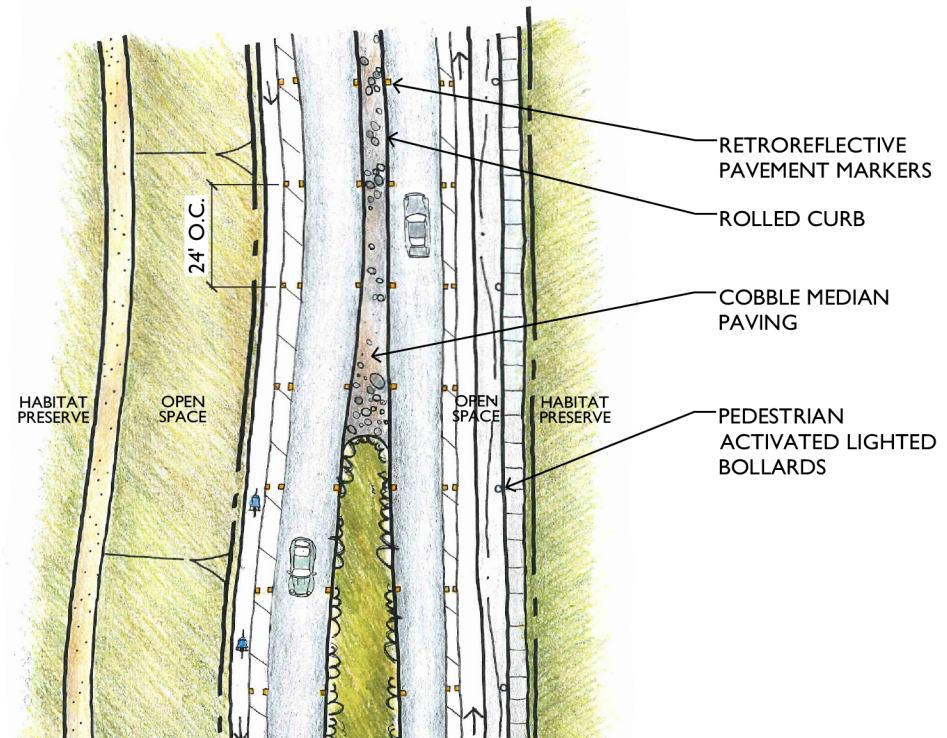 RETROREFLECTIVE
PAVEMENT MARKERS
ROLLED CURB
24' O.C.
COBBLE MEDIAN
PAVING
HABITAT
PRESERVE
OPEN
SPACE
OPEN
SPACE
HABITAT
PRESERVE
PEDESTRIAN
ACTIVATED LIGHTED
BOLLARDS